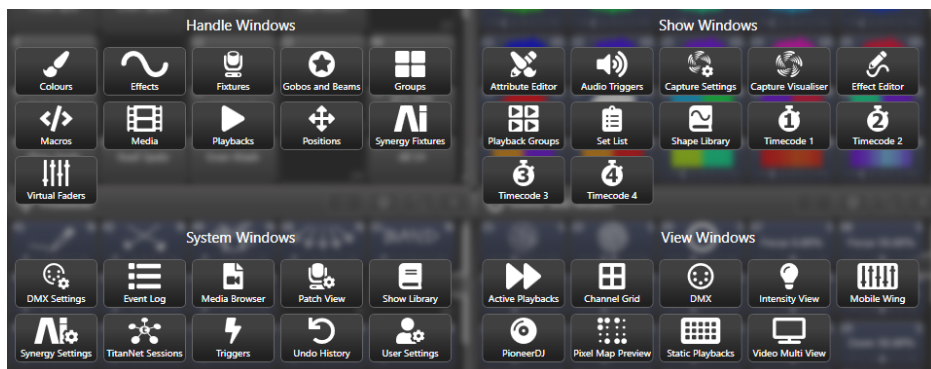 Handle Windows
Colours
Effects
Fixtures
Gobos and Beams
Groups
Macros
Media
Playbacks
Positions
Synergy Fixtures
Virtual Faders
Show Windows
Attribute Editor
Audio Triggers
Capture Settings
Capture Visualiser
Effect Editor
Playback Groups
Set List
Shape Library
1
Timecode 1
2
Timecode 2
3
Timecode 3
4
Timecode 4
System Windows
DMX Settings
Event Log
Media Browser
Patch View
Show Library
Synergy Settings
TitanNet Sessions
Triggers
Undo History
User Settings
View Windows
Active Playbacks
Channel Grid
DMX
Intensity View
Mobile Wing
PioneerDJ
Pixel Map Preview
Static Playbacks
Video Multi View